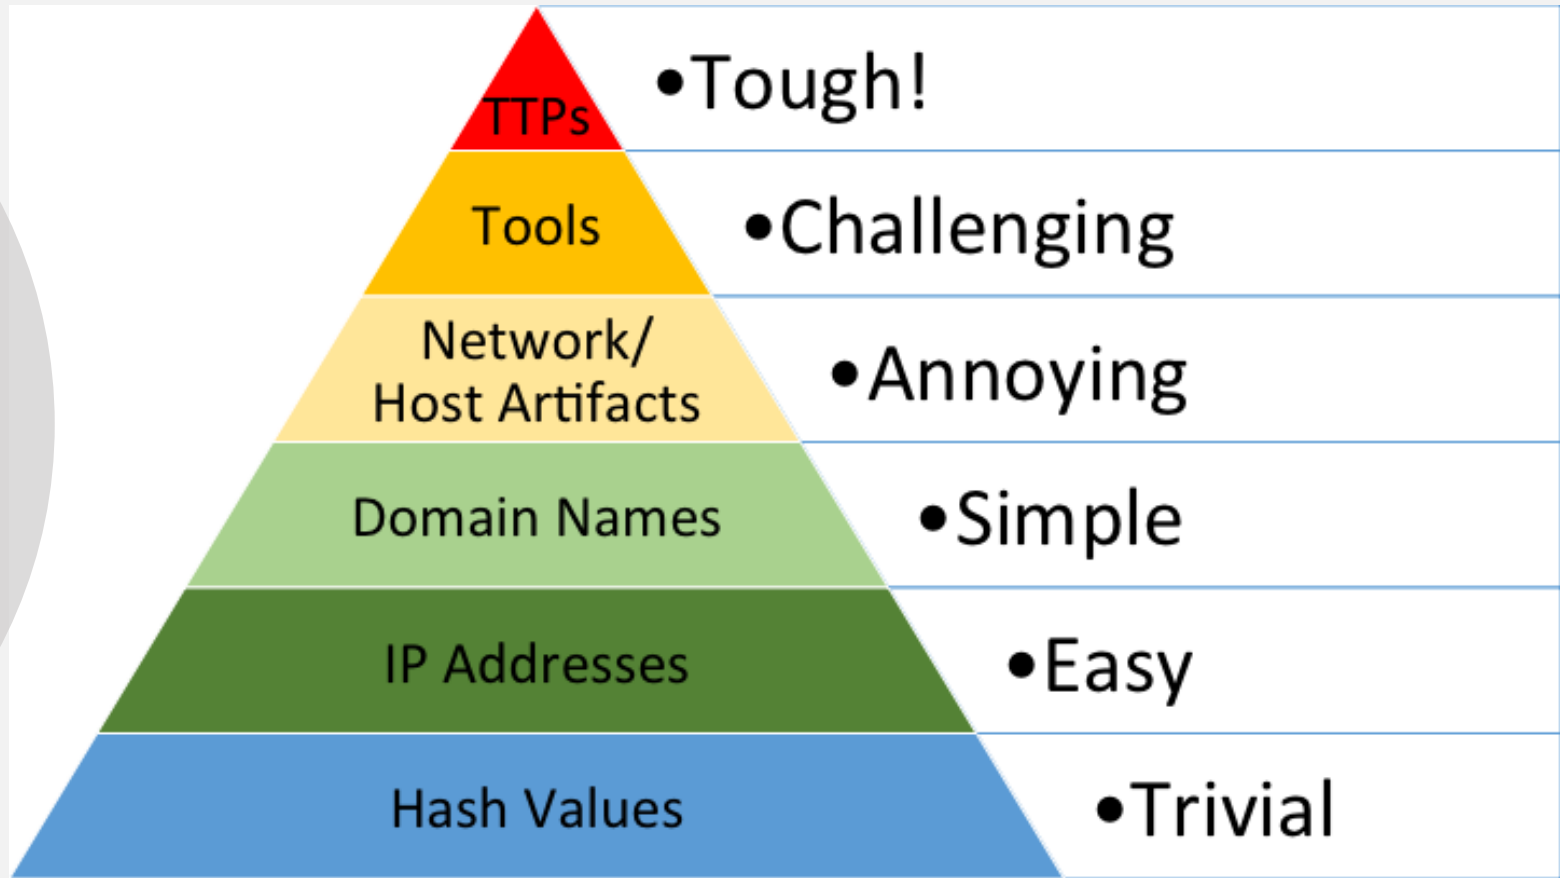 TTPs
•Tough!
Tools
•Challenging
Network/
Host Artifacts
•Annoying
Domain Names
•Simple
IP Addresses
•Easy
Hash Values
•Trivial